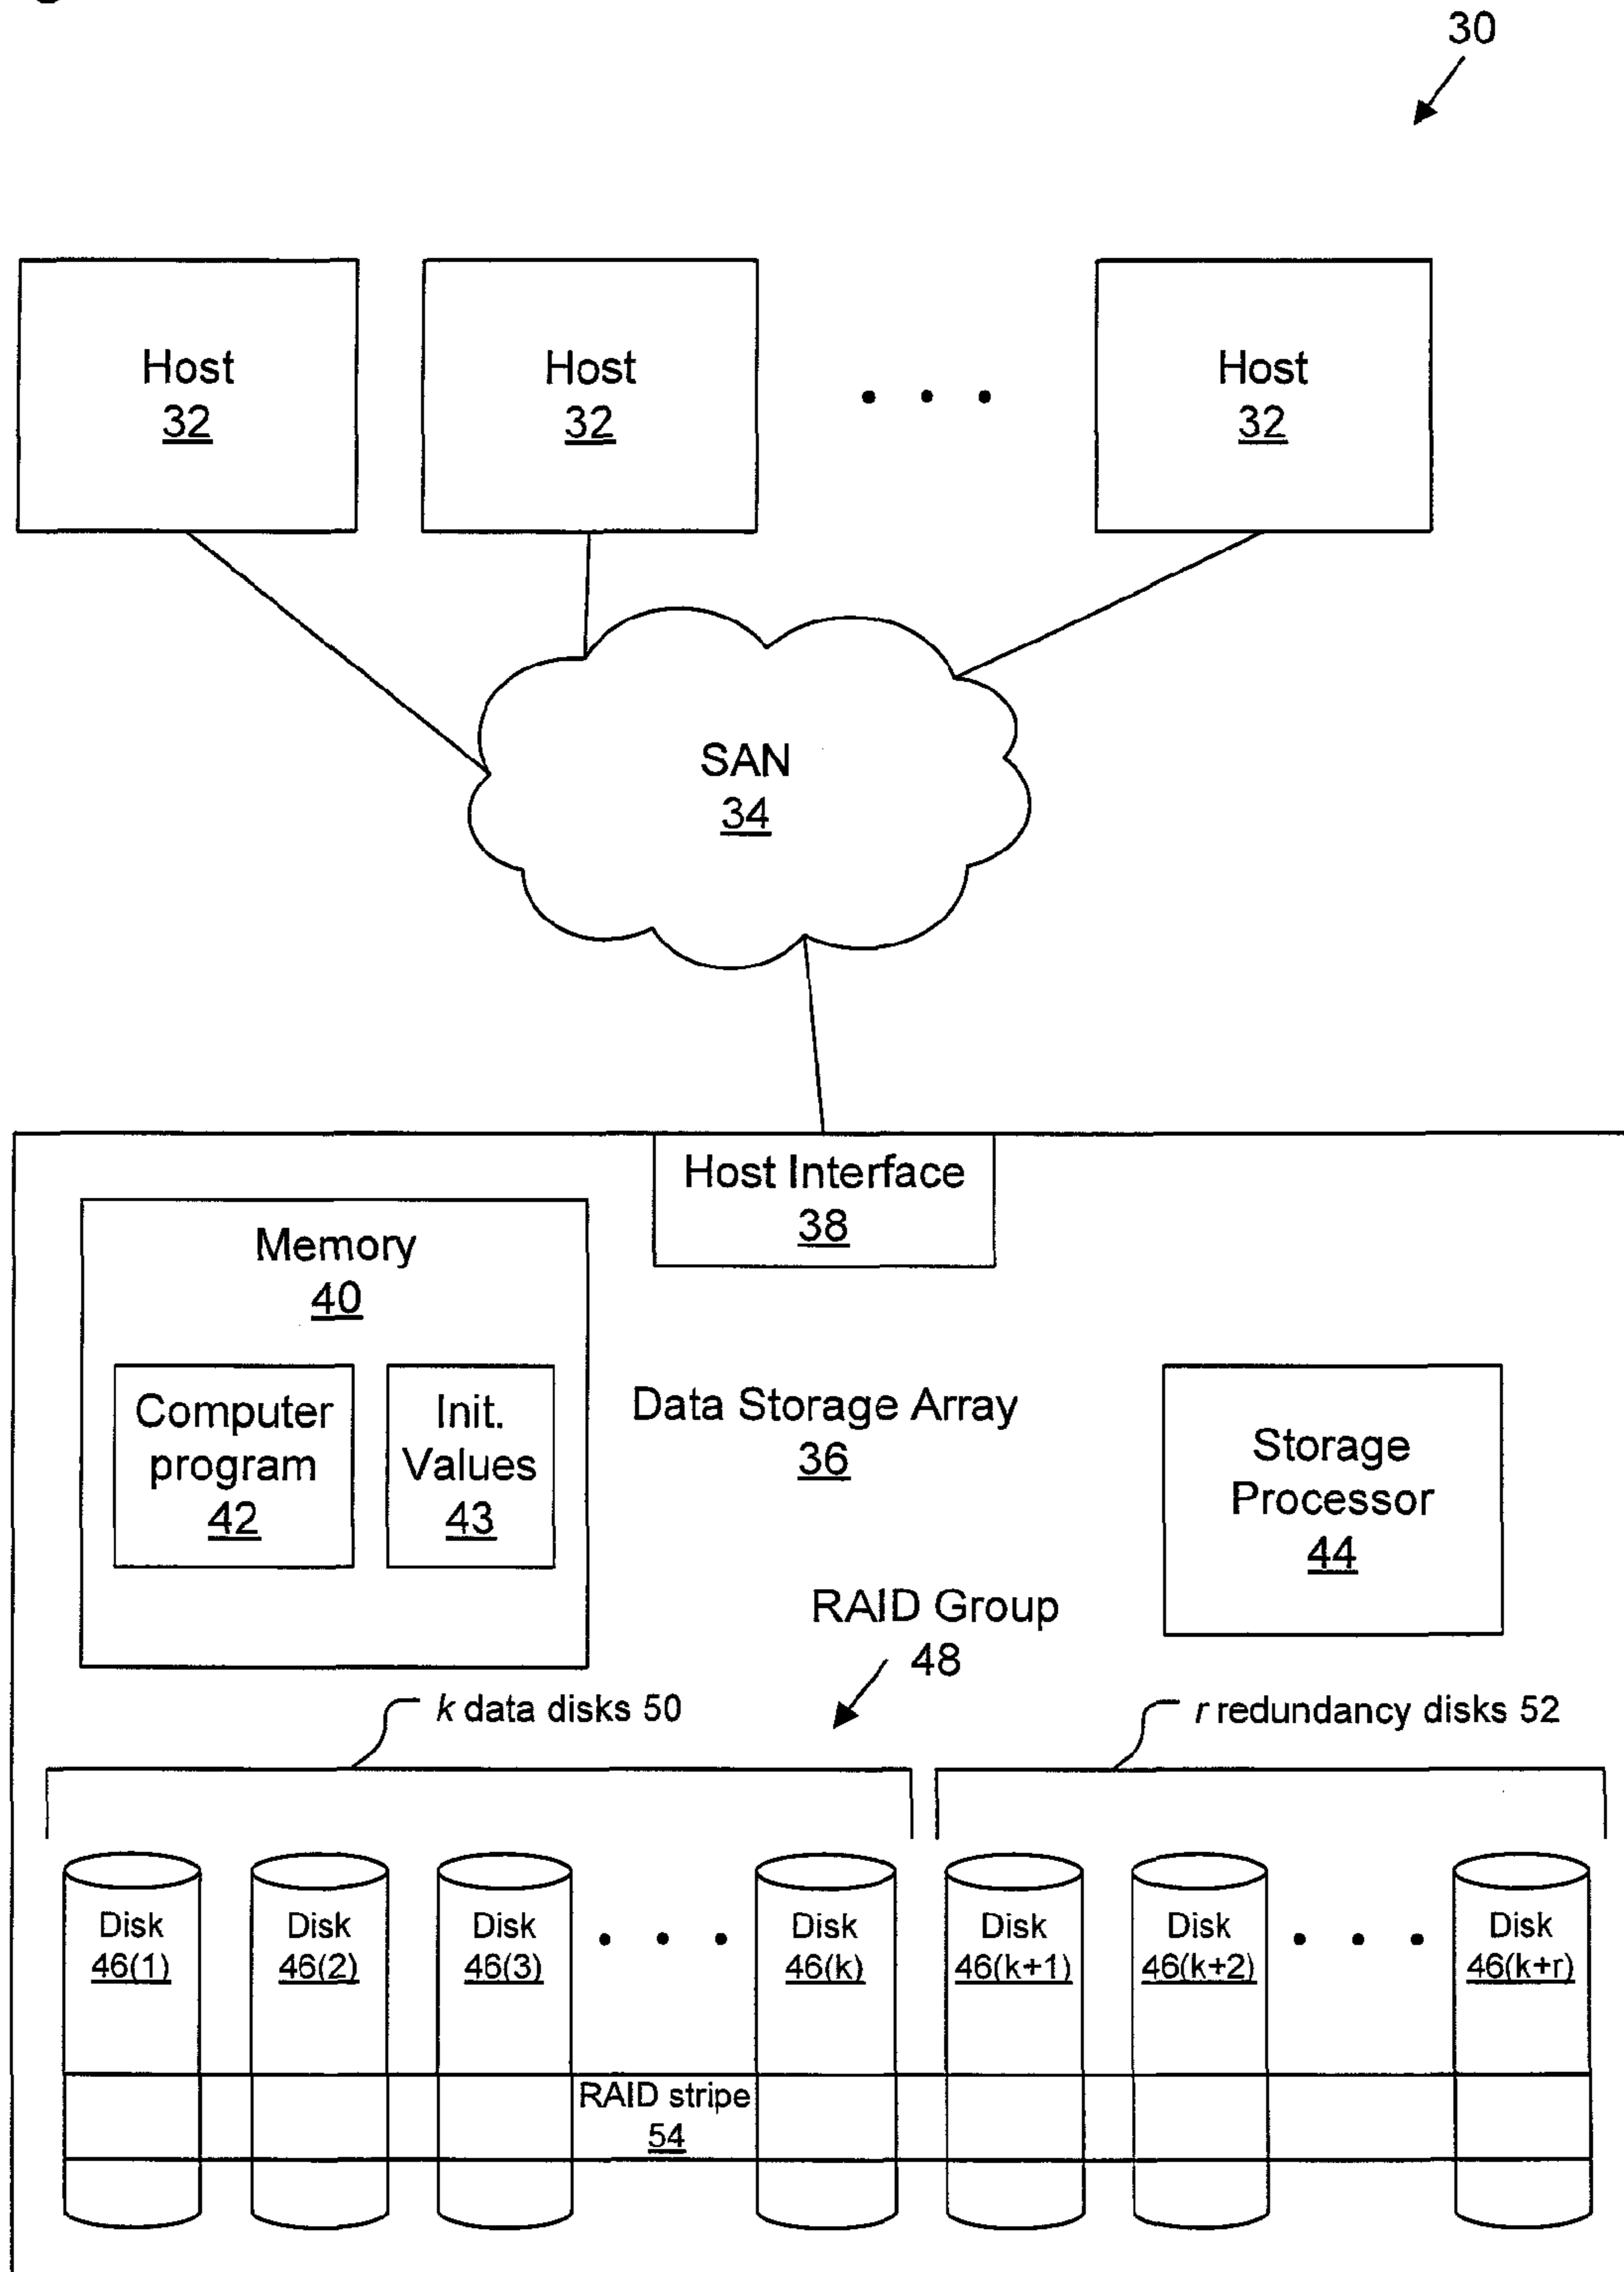 30
Host
32
Host
32
Host
32
SAN
34
Host Interface
38
Memory
40
Computer
program
42
Init.
Values
43
Data Storage Array
36
Storage
Processor
44
RAID Group
48
k data disks 50
r redundancy disks 52
Disk
46(1)
Disk
46(2)
Disk
46(3)
Disk
46(k)
Disk
46(k+1)
Disk
46(k+2)
Disk
46(k+r)
RAID stripe
54